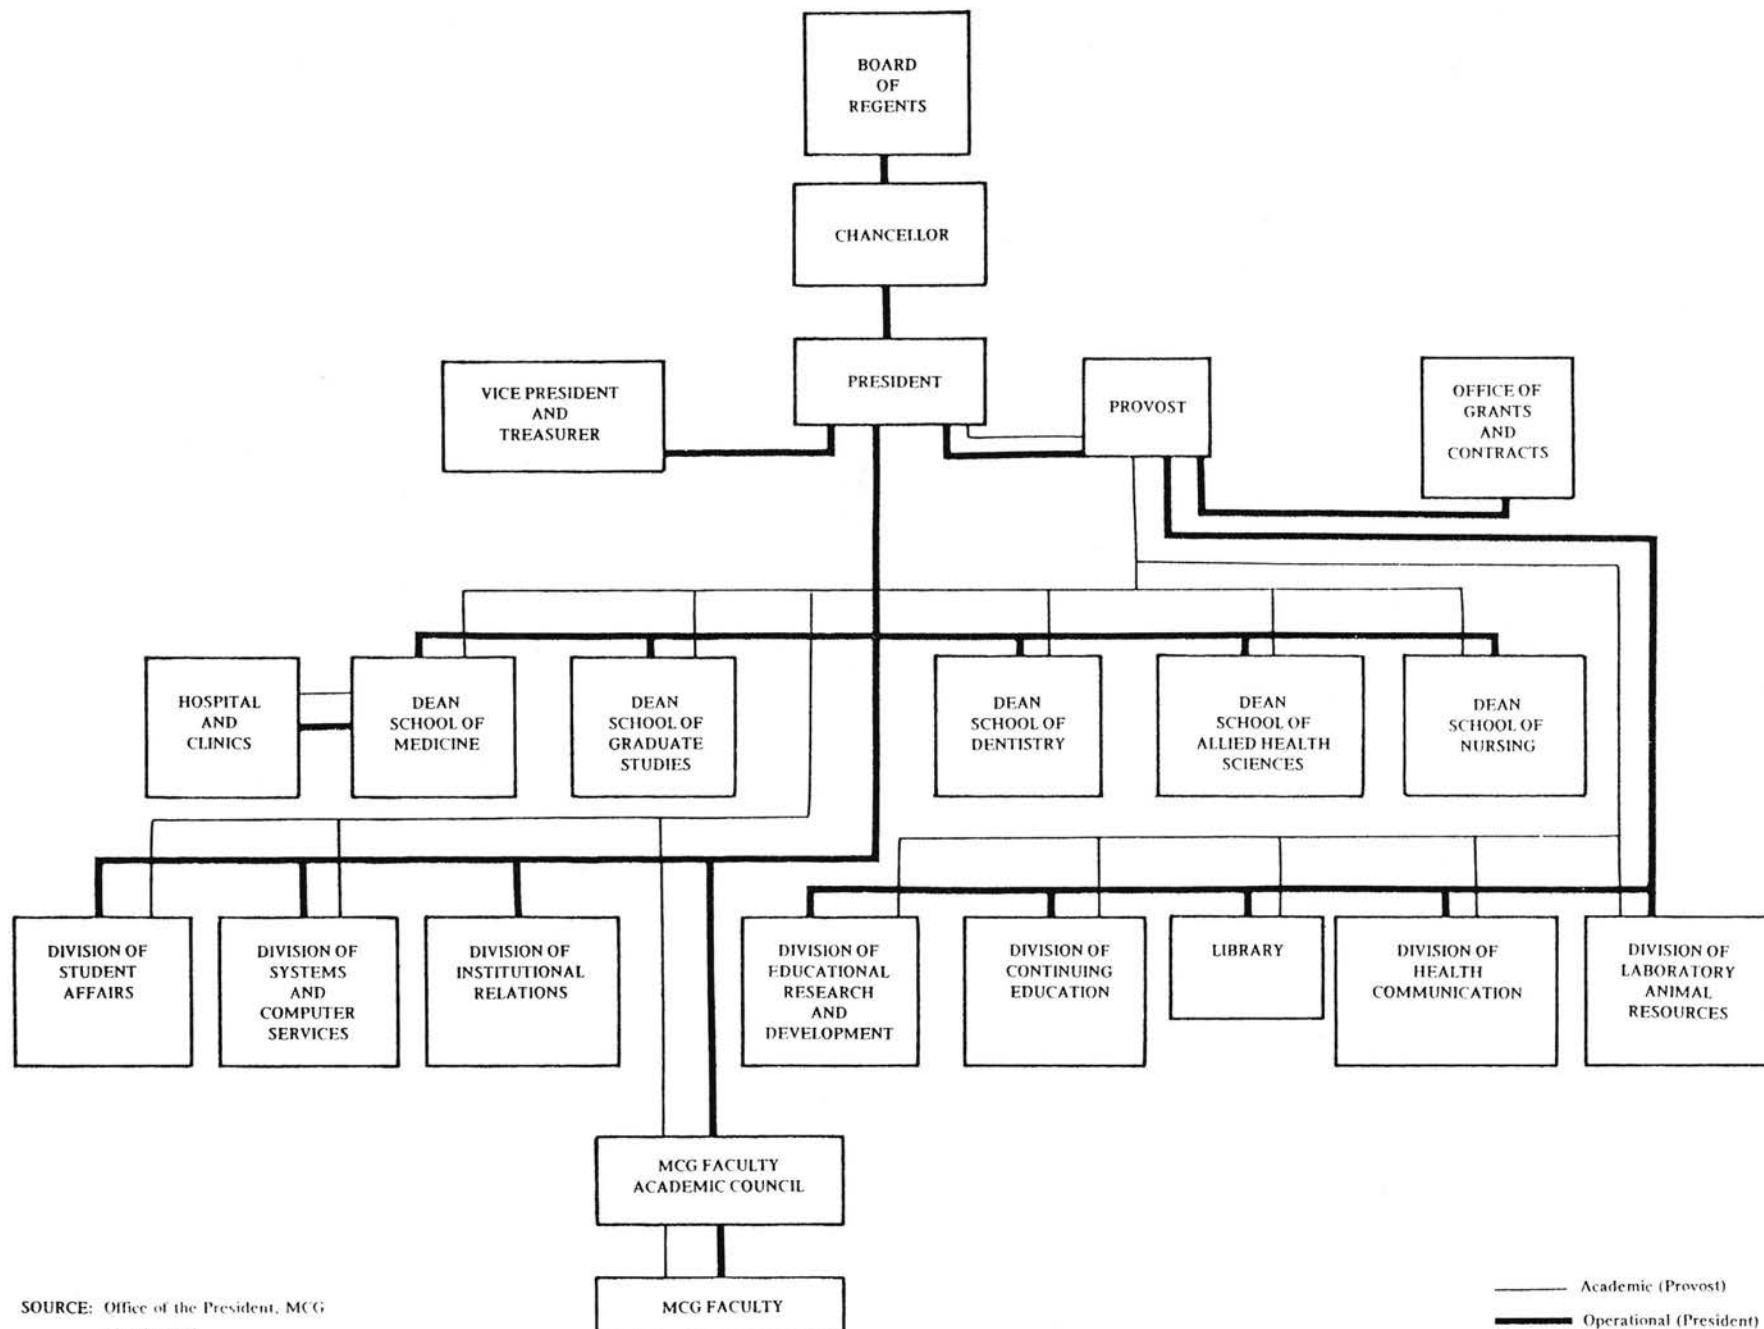 BOARD
OF
REGENTS
CHANCELLOR
PRESIDENT
VICE PRESIDENT
AND
TREASURER
PROVOST
OFFICE OF
GRANTS
AND
CONTRACTS
HOSPITAL
AND
CLINICS
DEAN
SCHOOL OF
MEDICINE
DEAN
SCHOOL OF
GRADUATE
STUDIES
DEAN
SCHOOL OF
DENTISTRY
DEAN
SCHOOL OF
ALLIED HEALTH
SCIENCES
DEAN
SCHOOL OF
NURSING
DIVISION OF
STUDENT
AFFAIRS
DIVISION OF
SYSTEMS
AND
COMPUTER
SERVICES
DIVISION OF
INSTITUTIONAL
RELATIONS
DIVISION OF
EDUCATIONAL
RESEARCH
AND
DEVELOPMENT
DIVISION OF
CONTINUING
EDUCATION
LIBRARY
DIVISION OF
HEALTH
COMMUNICATION
DIVISION OF
LABORATORY
ANIMAL
RESOURCES
MCG FACULTY
ACADEMIC COUNCIL
MCG FACULTY
SOURCE: Office of the President, MCG
Academic (Provost)
Operational (President)